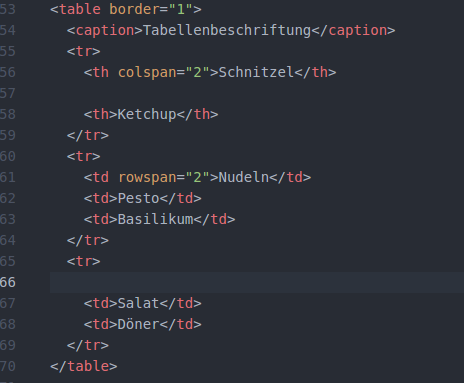 53 <table border="1">
54 <caption>Tabellenbeschriftung</caption>
55 <tr>
56 <th colspan="2">Schnitzel</th>
57
58 <th>Ketchup</th>
59 </tr>
60 <tr>
61 <td rowspan="2">Nudeln</td>
62 <td>Pesto</td>
63 <td>Basilikum</td>
64 </tr>
65 <tr>
66
67 <td>Salat</td>
68 <td>Döner</td>
69 </tr>
70 </table>